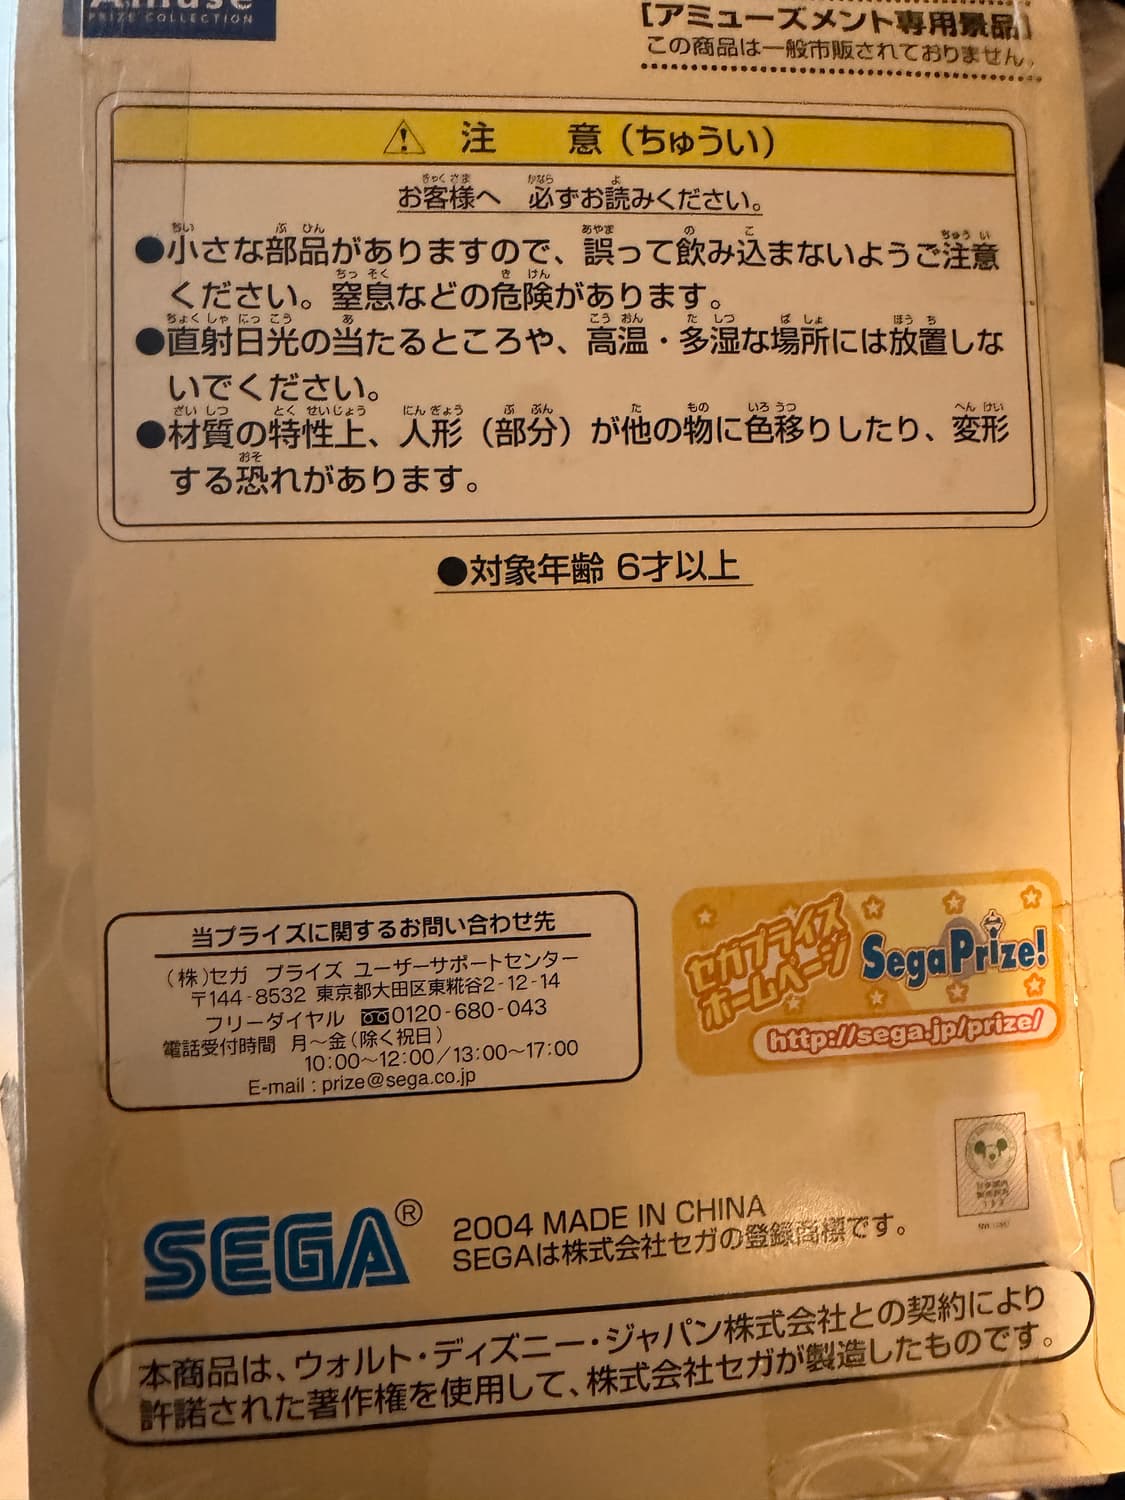 Amuse
PRIZE COLLECTION
[アミューズメント専用景品]
この商品は一般市販されておりません。
注 意(ちゅうい)
お客様へ 必ずお読みください。
●小さな部品がありますので、誤って飲み込まないようご注意
ください。窒息などの危険があります。
●直射日光の当たるところや、高温・多湿な場所には放置しな
いでください。
●材質の特性上、人形(部分)が他の物に色移りしたり、変形
する恐れがあります。
●対象年齢 6才以上
当プライズに関するお問い合わせ先
(株)セガ プライズ ユーザーサポートセンター
〒144-8532 東京都大田区東糀谷2-12-14
フリーダイヤル 0120-680-043
電話受付時間 月〜金(除く祝日)
10:00〜12:00/13:00〜17:00
E-mail : prize@sega.co.jp
セガプライズ
ホームページ
SegaPrize!
http://sega.jp/prize/
SEGA®
2004 MADE IN CHINA
SEGAは株式会社セガの登録商標です。
本商品は、ウォルト・ディズニー・ジャパン株式会社との契約により
許諾された著作権を使用して、株式会社セガが製造したものです。